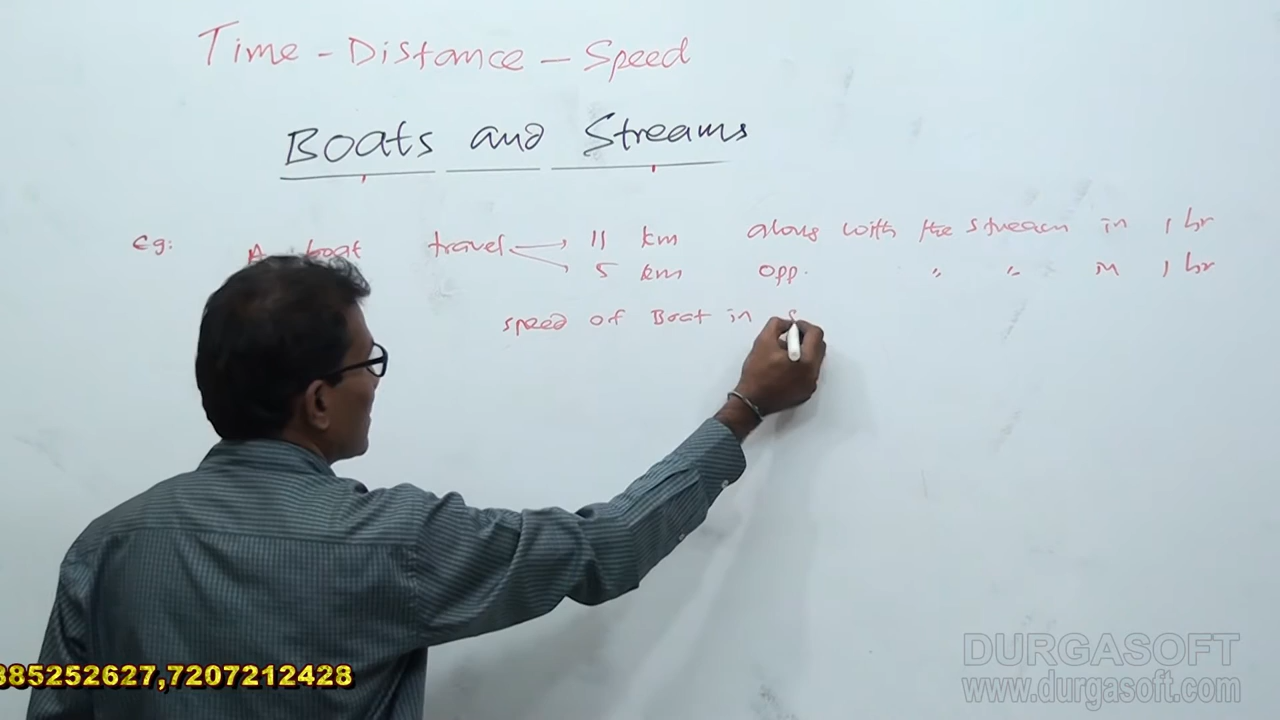 Time - Distance - Speed
Boats and Streams
Eg: A boat travel 11 km along with the stream in 1 hr
5 km opp. " " in 1 hr
speed of Boat in s
885252627,7207212428
DURGASOFT
www.durgasoft.com